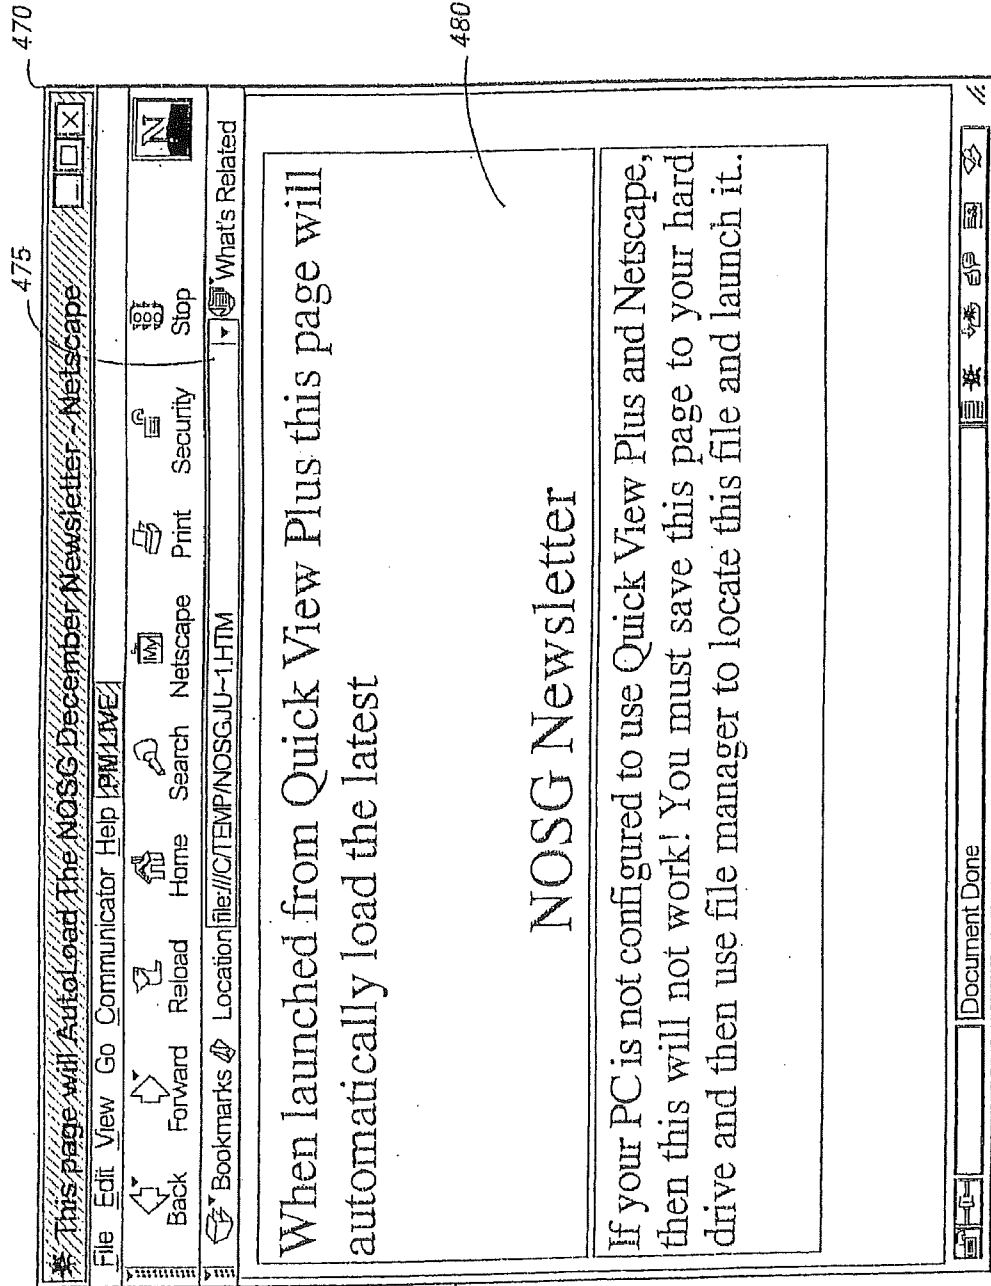 470
475
This page will AutoLoad The NOSG December Newsletter - Netscape
File Edit View Go Communicator Help PM LIVE
Back Forward Reload Home Search Netscape Print Security Stop
My
N
Bookmarks Location file:///C/TEMP/NOSGJU~1.HTM What's Related
When launched from Quick View Plus this page will
automatically load the latest
480
NOSG Newsletter
If your PC is not configured to use Quick View Plus and Netscape,
then this will not work! You must save this page to your hard
drive and then use file manager to locate this file and launch it..
Document Done